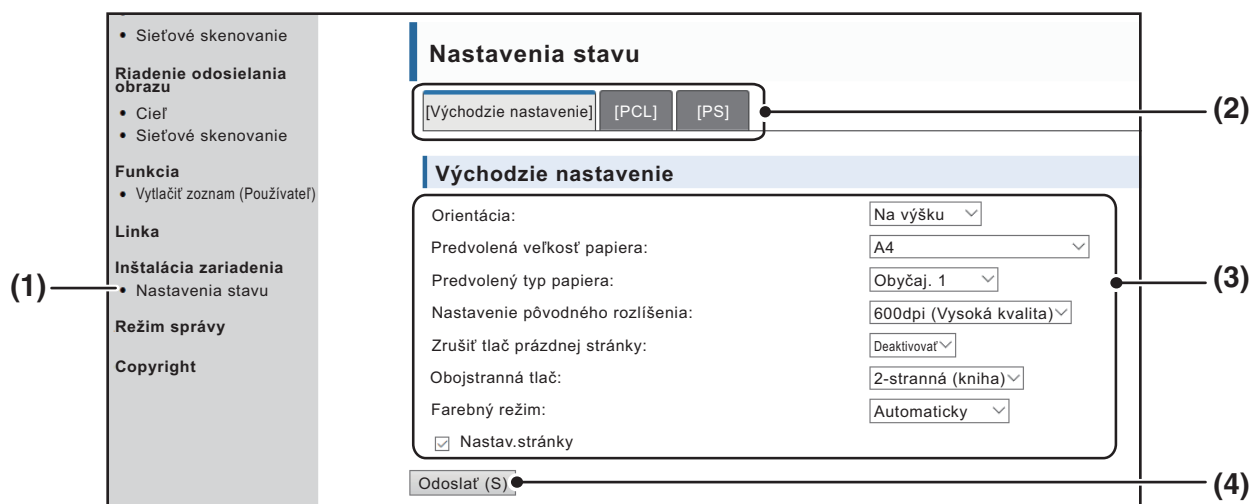 • Sieťové skenovanie
Riadenie odosielania
obrazu
• Cieľ
• Sieťové skenovanie
Funkcia
• Vytlačiť zoznam (Používateľ)
Linka
Inštalácia zariadenia
(1)
• Nastavenia stavu
Režim správy
Copyright
Nastavenia stavu
[Východzie nastavenie] [PCL] [PS]
(2)
Východzie nastavenie
Orientácia: Na výšku
Predvolená veľkosť papiera: A4
Predvolený typ papiera: Obyčaj. 1
(3)
Nastavenie pôvodného rozlíšenia: 600dpi (Vysoká kvalita)
Zrušiť tlač prázdnej stránky: Deaktivovať
Obojstranná tlač: 2-stranná (kniha)
Farebný režim: Automaticky
Nastav.stránky
Odoslať (S)
(4)